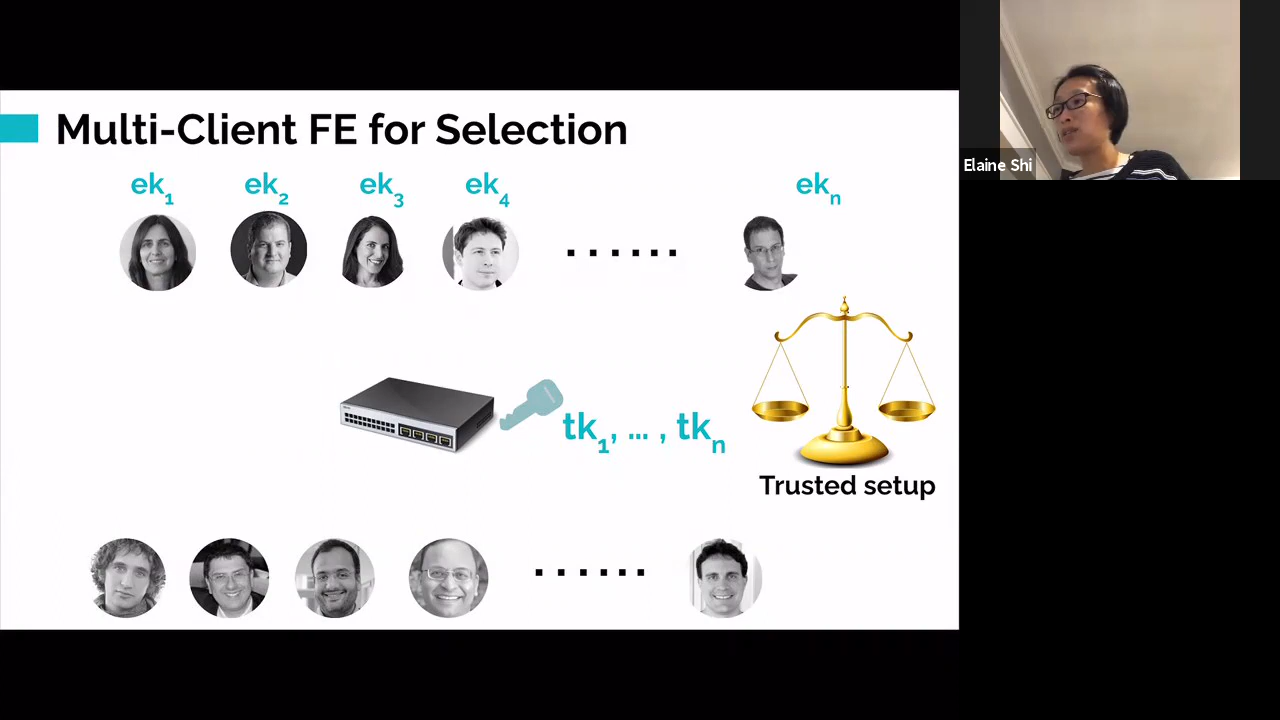 Multi-Client FE for Selection
ek1 ek2 ek3 ek4 ...... ekn
tk1, ... , tkn
Trusted setup
......
Elaine Shi